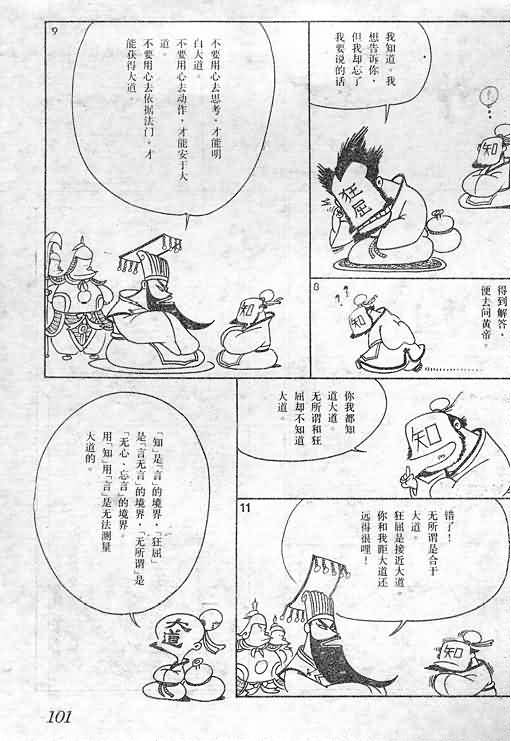 我知道。我
想告诉你，
但我却忘了
我要说的话。
知
狂屈
8
得到解答，
便去问黄帝。
知
9
不要用心去思考，才能明
白大道。
不要用心去动作，才能安于大
道。
不要用心去依据法门，才
能获得大道。
知
你我都知
道大道。
无所谓和狂
屈却不知道
大道。
知
11
错了！
无所谓是合于
大道。
狂屈是接近大道。
你和我距大道还
远得很哩！
知
「知」是「言」的境界，「狂屈」
是「言无言」的境界，「无所谓」是
「无心、忘言」的境界。
用「知」用「言」是无法测量
大道的。
大道
101